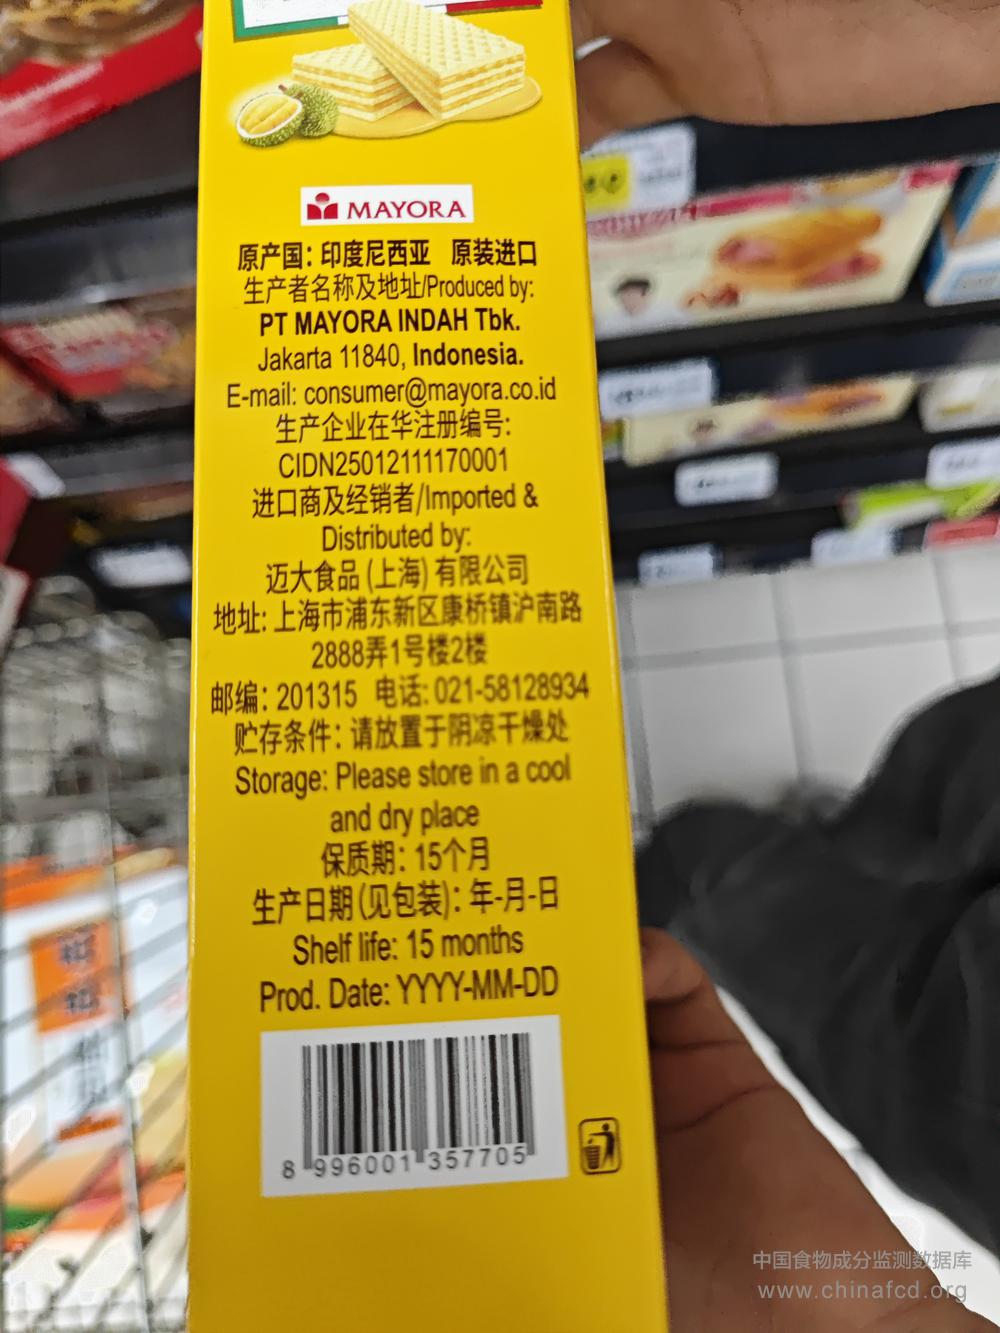 MAYORA
原产国：印度尼西亚 原装进口
生产者名称及地址/Produced by:
PT MAYORA INDAH Tbk.
Jakarta 11840, Indonesia.
E-mail: consumer@mayora.co.id
生产企业在华注册编号:
CIDN25012111170001
进口商及经销者/Imported &
Distributed by:
迈大食品 (上海) 有限公司
地址: 上海市浦东新区康桥镇沪南路
2888弄1号楼2楼
邮编：201315 电话: 021-58128934
贮存条件：请放置于阴凉干燥处
Storage: Please store in a cool
and dry place
保质期：15个月
生产日期 (见包装)：年-月-日
Shelf life: 15 months
Prod. Date: YYYY-MM-DD
8 996001 357705
中国食物成分监测数据库
www.chinafcd.org